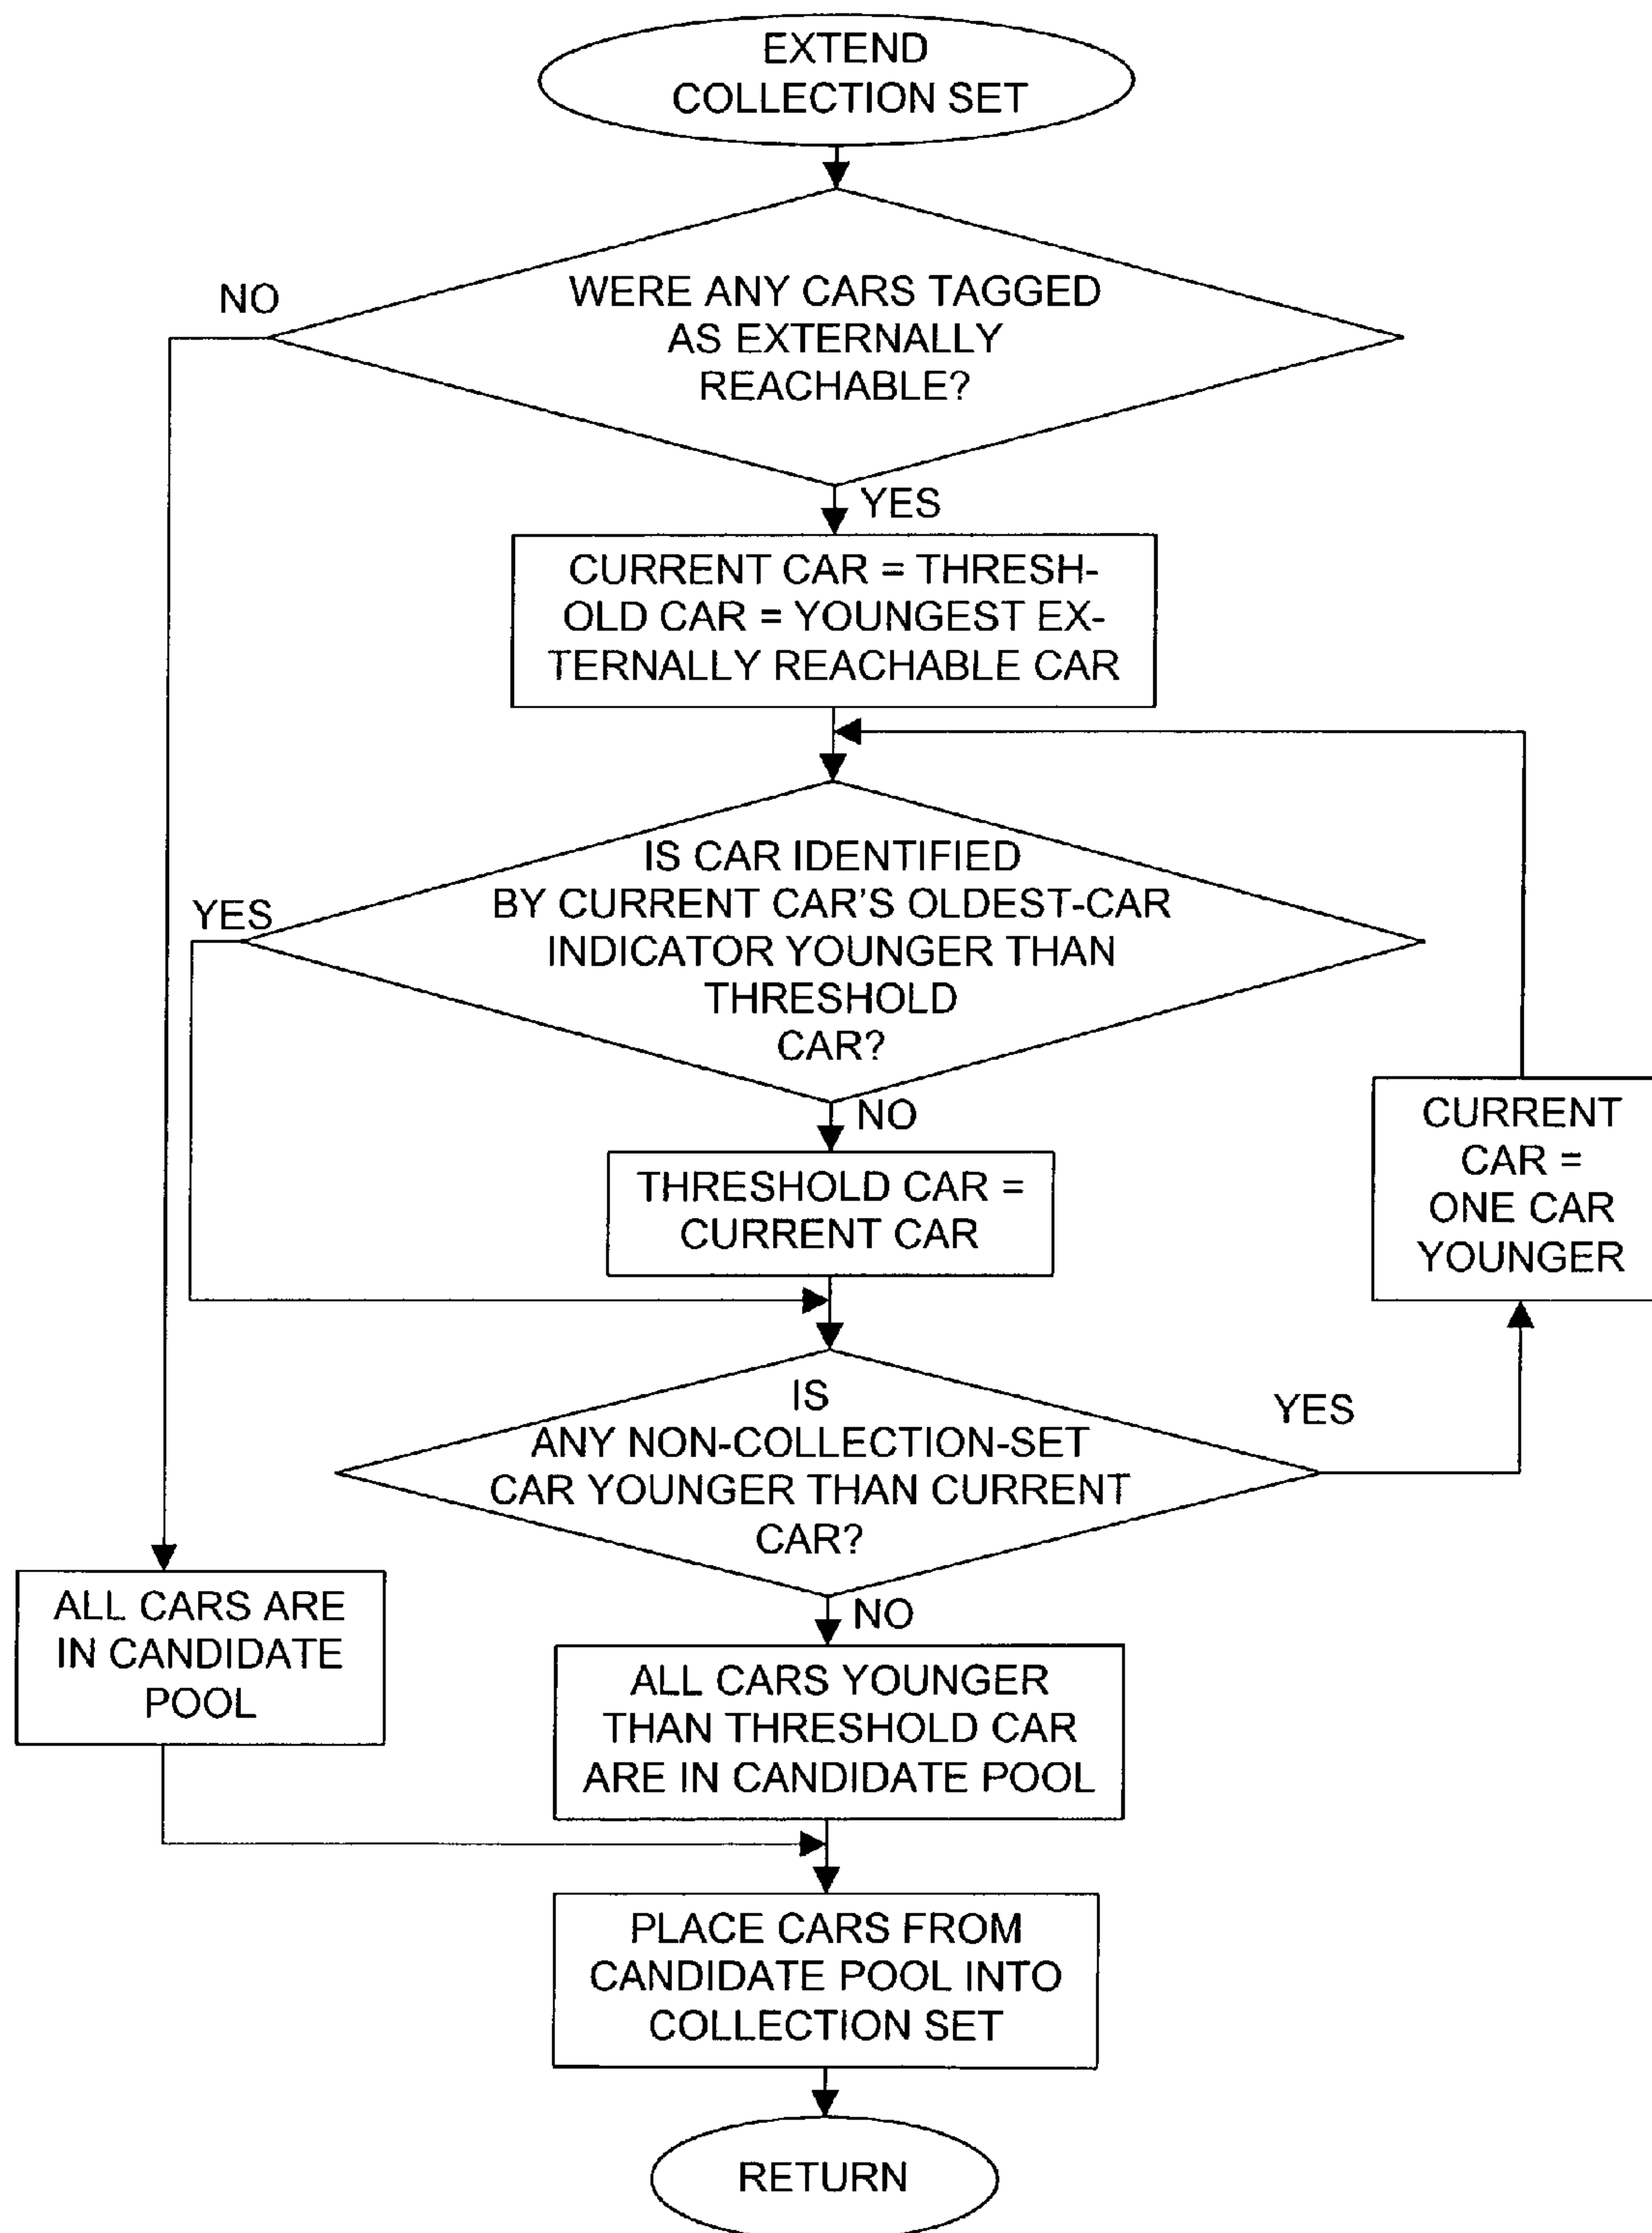 EXTEND
COLLECTION SET
NO
WERE ANY CARS TAGGED
AS EXTERNALLY
REACHABLE?
YES
CURRENT CAR = THRESH-
OLD CAR = YOUNGEST EX-
TERNALLY REACHABLE CAR
YES
IS CAR IDENTIFIED
BY CURRENT CAR'S OLDEST-CAR
INDICATOR YOUNGER THAN
THRESHOLD
CAR?
NO
THRESHOLD CAR =
CURRENT CAR
CURRENT
CAR =
ONE CAR
YOUNGER
IS
ANY NON-COLLECTION-SET
CAR YOUNGER THAN CURRENT
CAR?
YES
NO
ALL CARS ARE
IN CANDIDATE
POOL
ALL CARS YOUNGER
THAN THRESHOLD CAR
ARE IN CANDIDATE POOL
PLACE CARS FROM
CANDIDATE POOL INTO
COLLECTION SET
RETURN